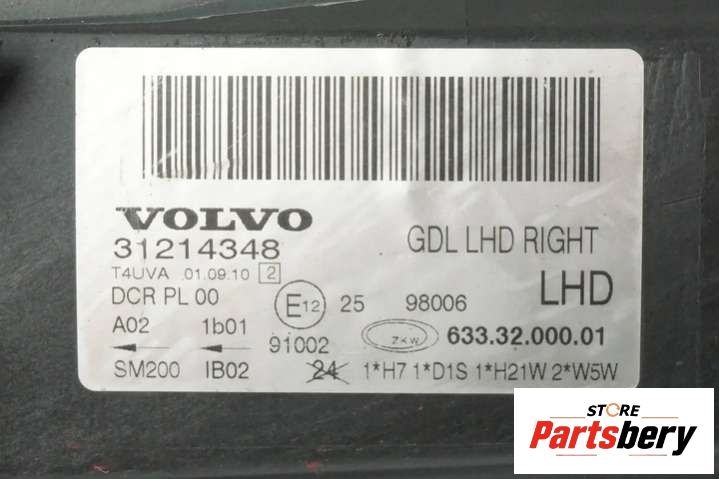 VOLVO
31214348
GDL LHD RIGHT
T4UVA 01.09.10 2
LHD
DCR PL 00
E12 25 98006
A02 1b01
91002
ZKW 633.32.000.01
SM200 IB02
24 1*H7 1*D1S 1*H21W 2*W5W
STORE
Partsbery